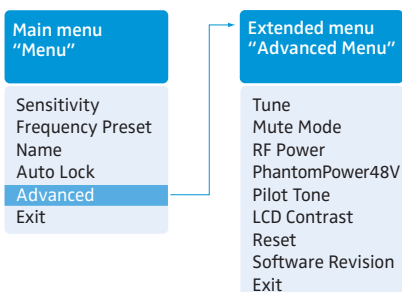 Main menu
“Menu”
Sensitivity
Frequency Preset
Name
Auto Lock
Advanced
Exit
Extended menu
“Advanced Menu”
Tune
Mute Mode
RF Power
PhantomPower48V
Pilot Tone
LCD Contrast
Reset
Software Revision
Exit